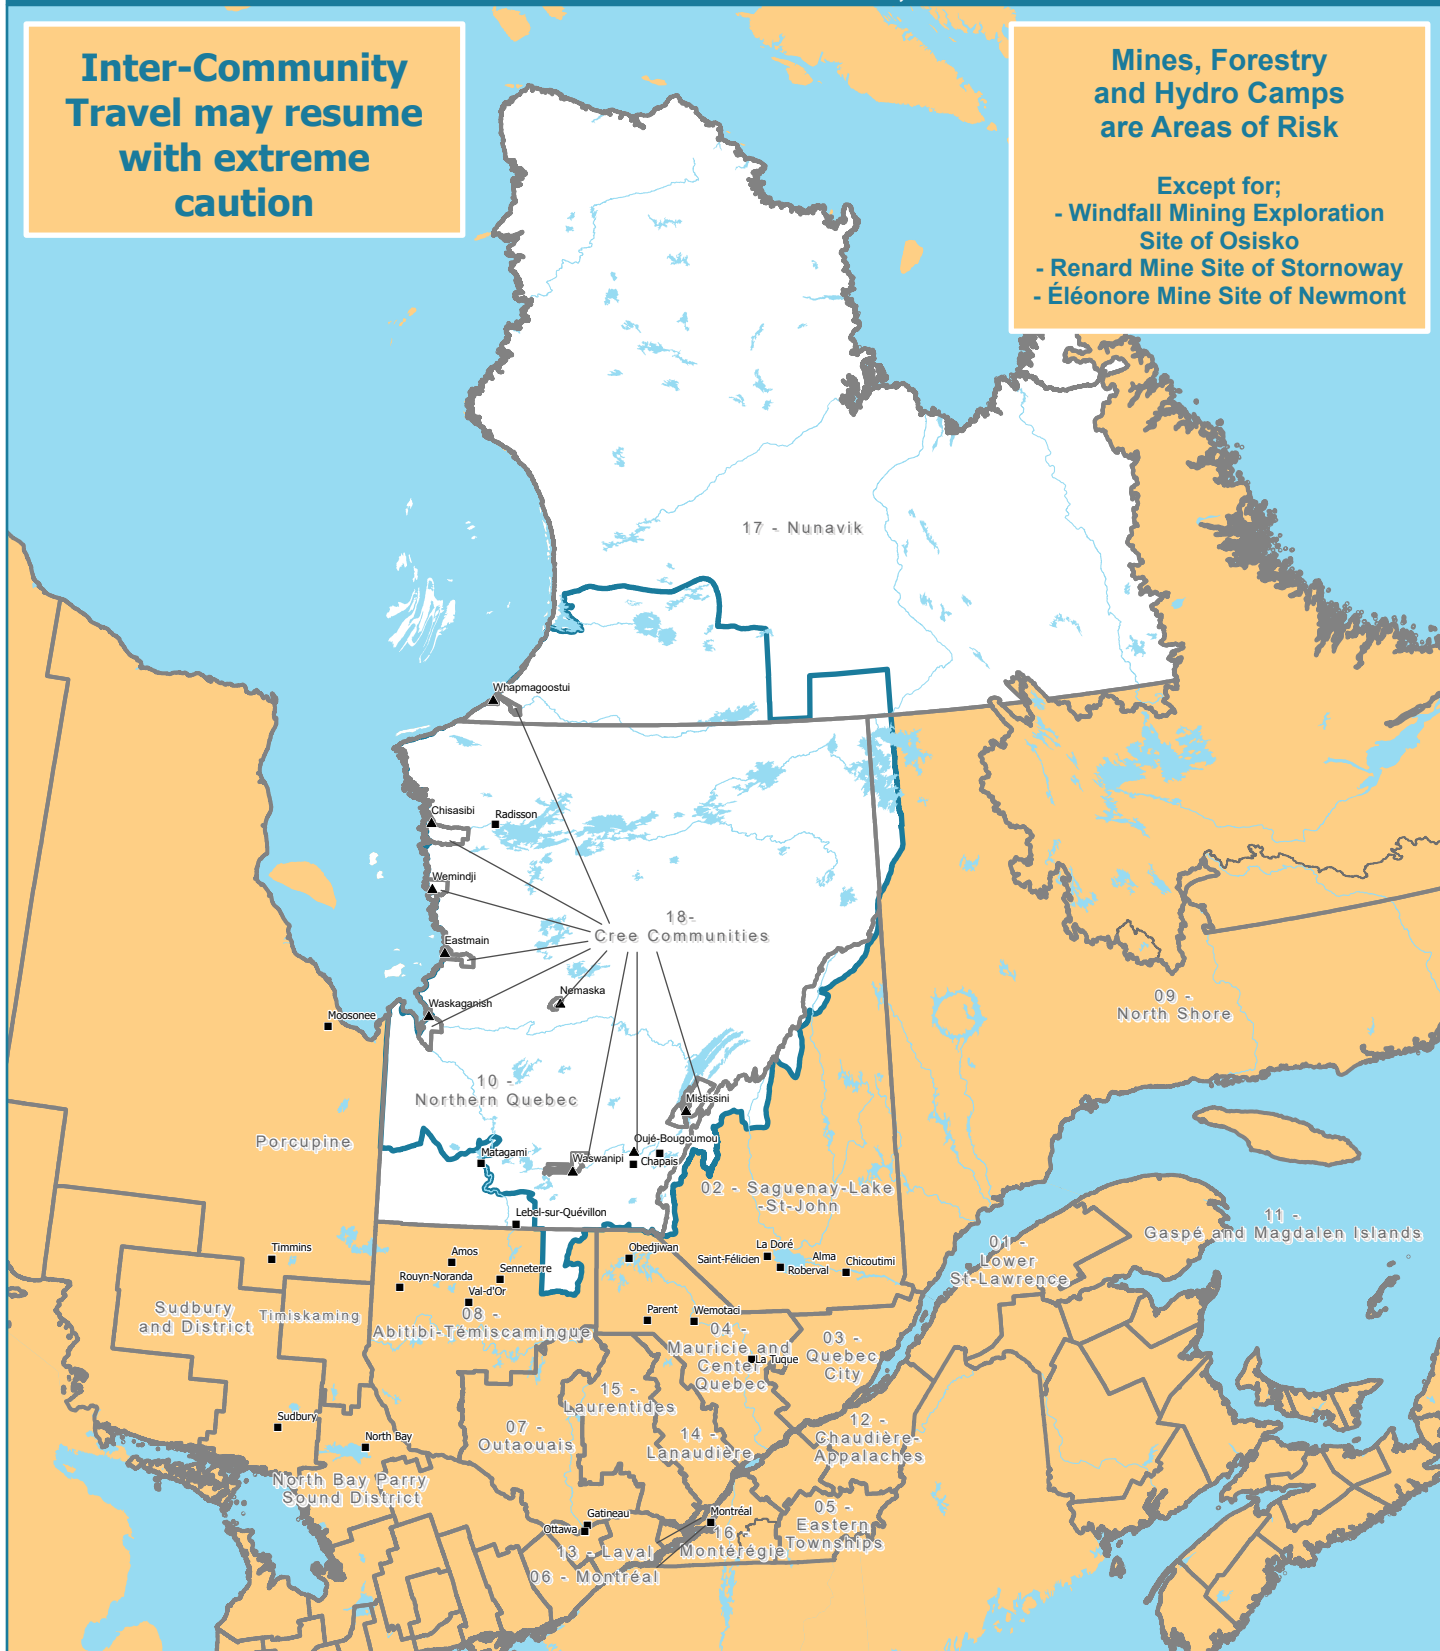 Inter-Community
Travel may resume
with extreme
caution
Mines, Forestry
and Hydro Camps
are Areas of Risk
Except for;
- Windfall Mining Exploration
Site of Osisko
- Renard Mine Site of Stornoway
- Éléonore Mine Site of Newmont
17 - Nunavik
Whapmagoostui
Chisasibi
Radisson
Wemindji
18-
Cree Communities
Eastmain
Nemaska
Waskaganish
Moosonee
09 -
North Shore
10 -
Northern Quebec
Mistissini
Porcupine
Oujé-Bougoumou
Matagami
Waswanipi
Chapais
02 - Saguenay-Lake
-St-John
Lebel-sur-Quévillon
11 -
Gaspé and Magdalen Islands
01 -
Lower
St-Lawrence
Timmins
Amos
Senneterre
Rouyn-Noranda
Val-d'Or
Obedjiwan
La Doré
Saint-Félicien
Roberval
Alma
Chicoutimi
Sudbury
and District
Timiskaming
08 -
Abitibi-Témiscamingue
Parent
Wemotaci
04 -
Mauricie and
Center
Quebec
La Tuque
03 -
Quebec
City
15 -
Laurentides
Sudbury
North Bay
07 -
Outaouais
14 -
Lanaudière
12 -
Chaudière-
Appalaches
North Bay Parry
Sound District
Gatineau
Ottawa
Montréal
05 -
Eastern
Townships
16 -
Montérégie
13 - Laval
06 - Montréal